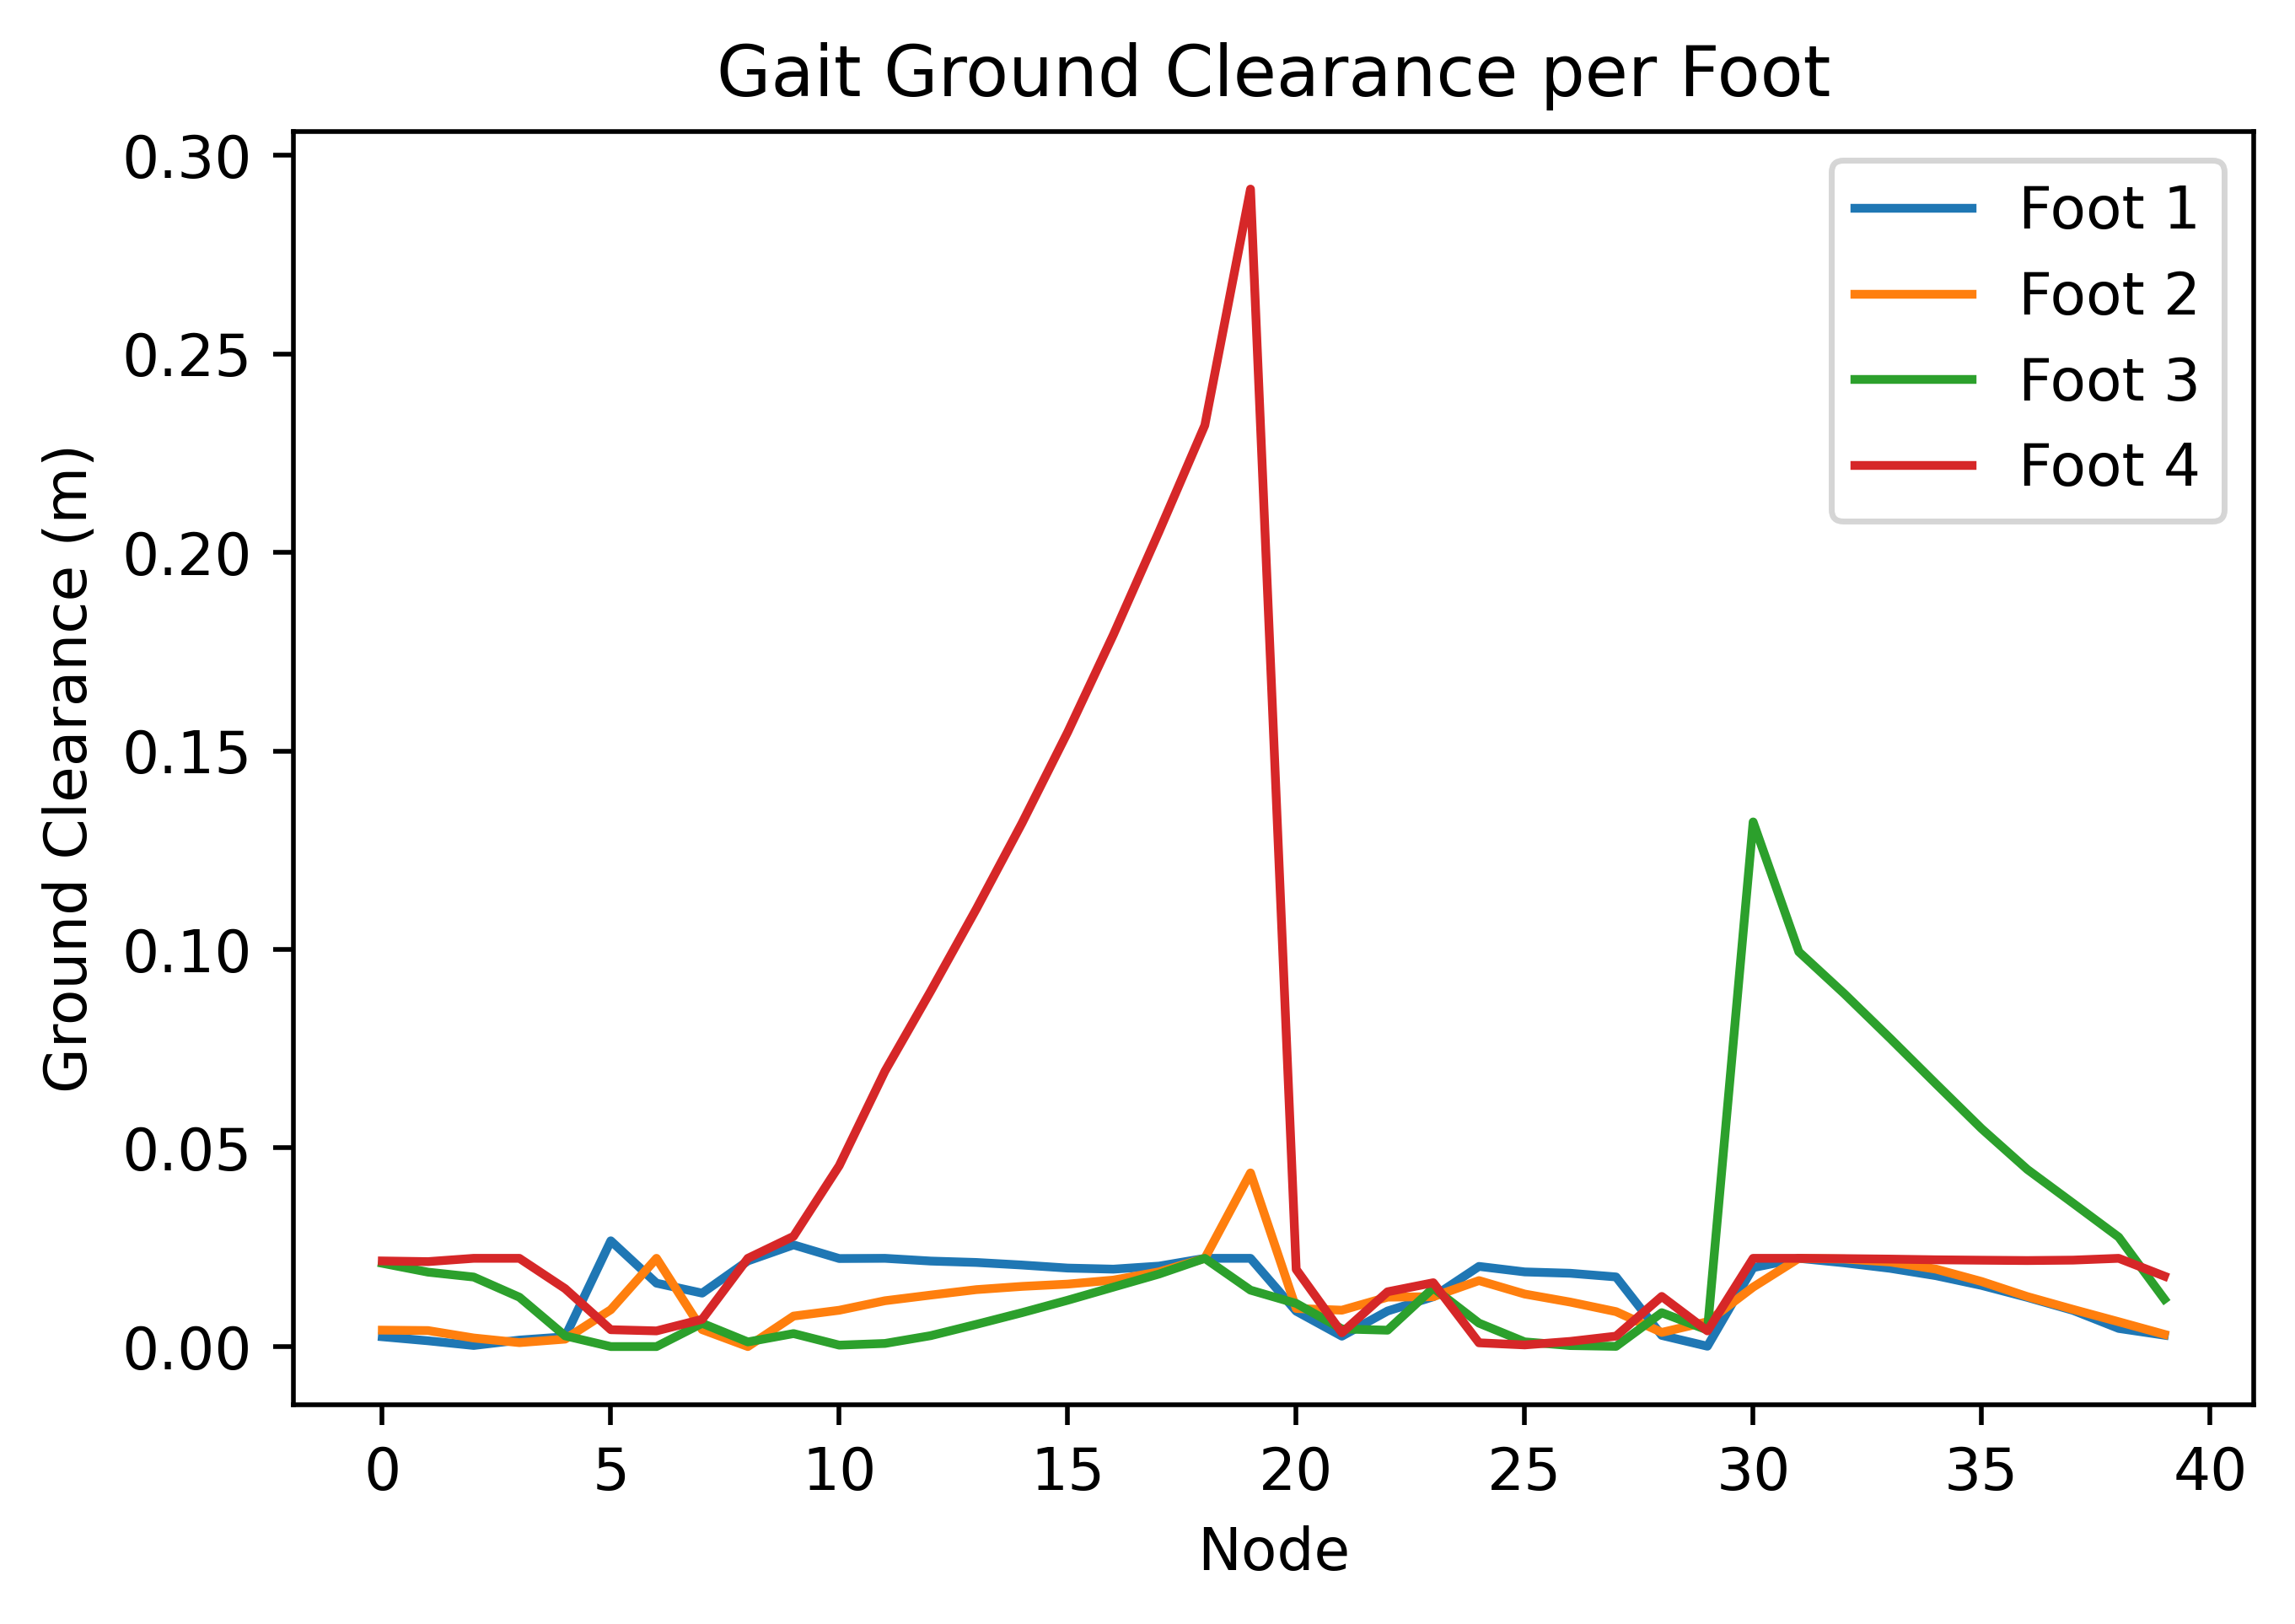 Gait Ground Clearance per Foot
Ground Clearance (m)
0.30
0.25
0.20
0.15
0.10
0.05
0.00
Foot 1
Foot 2
Foot 3
Foot 4
0 5 10 15 20 25 30 35 40
Node